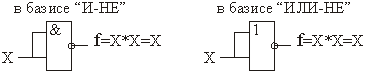 в базисе “И-НЕ”
в базисе “ИЛИ-НЕ”
&
f=X*X=X
X
1
f=X*X=X
X